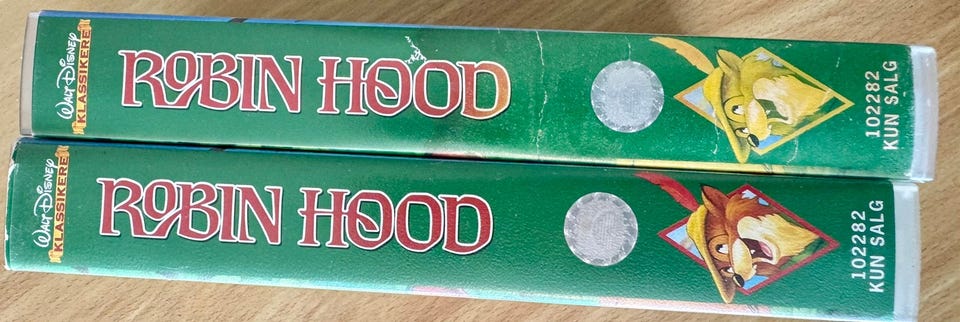 WALT DISNEY
KLASSIKERE
ROBIN HOOD
102282
KUN SALG
WALT DISNEY
KLASSIKERE
ROBIN HOOD
102282
KUN SALG